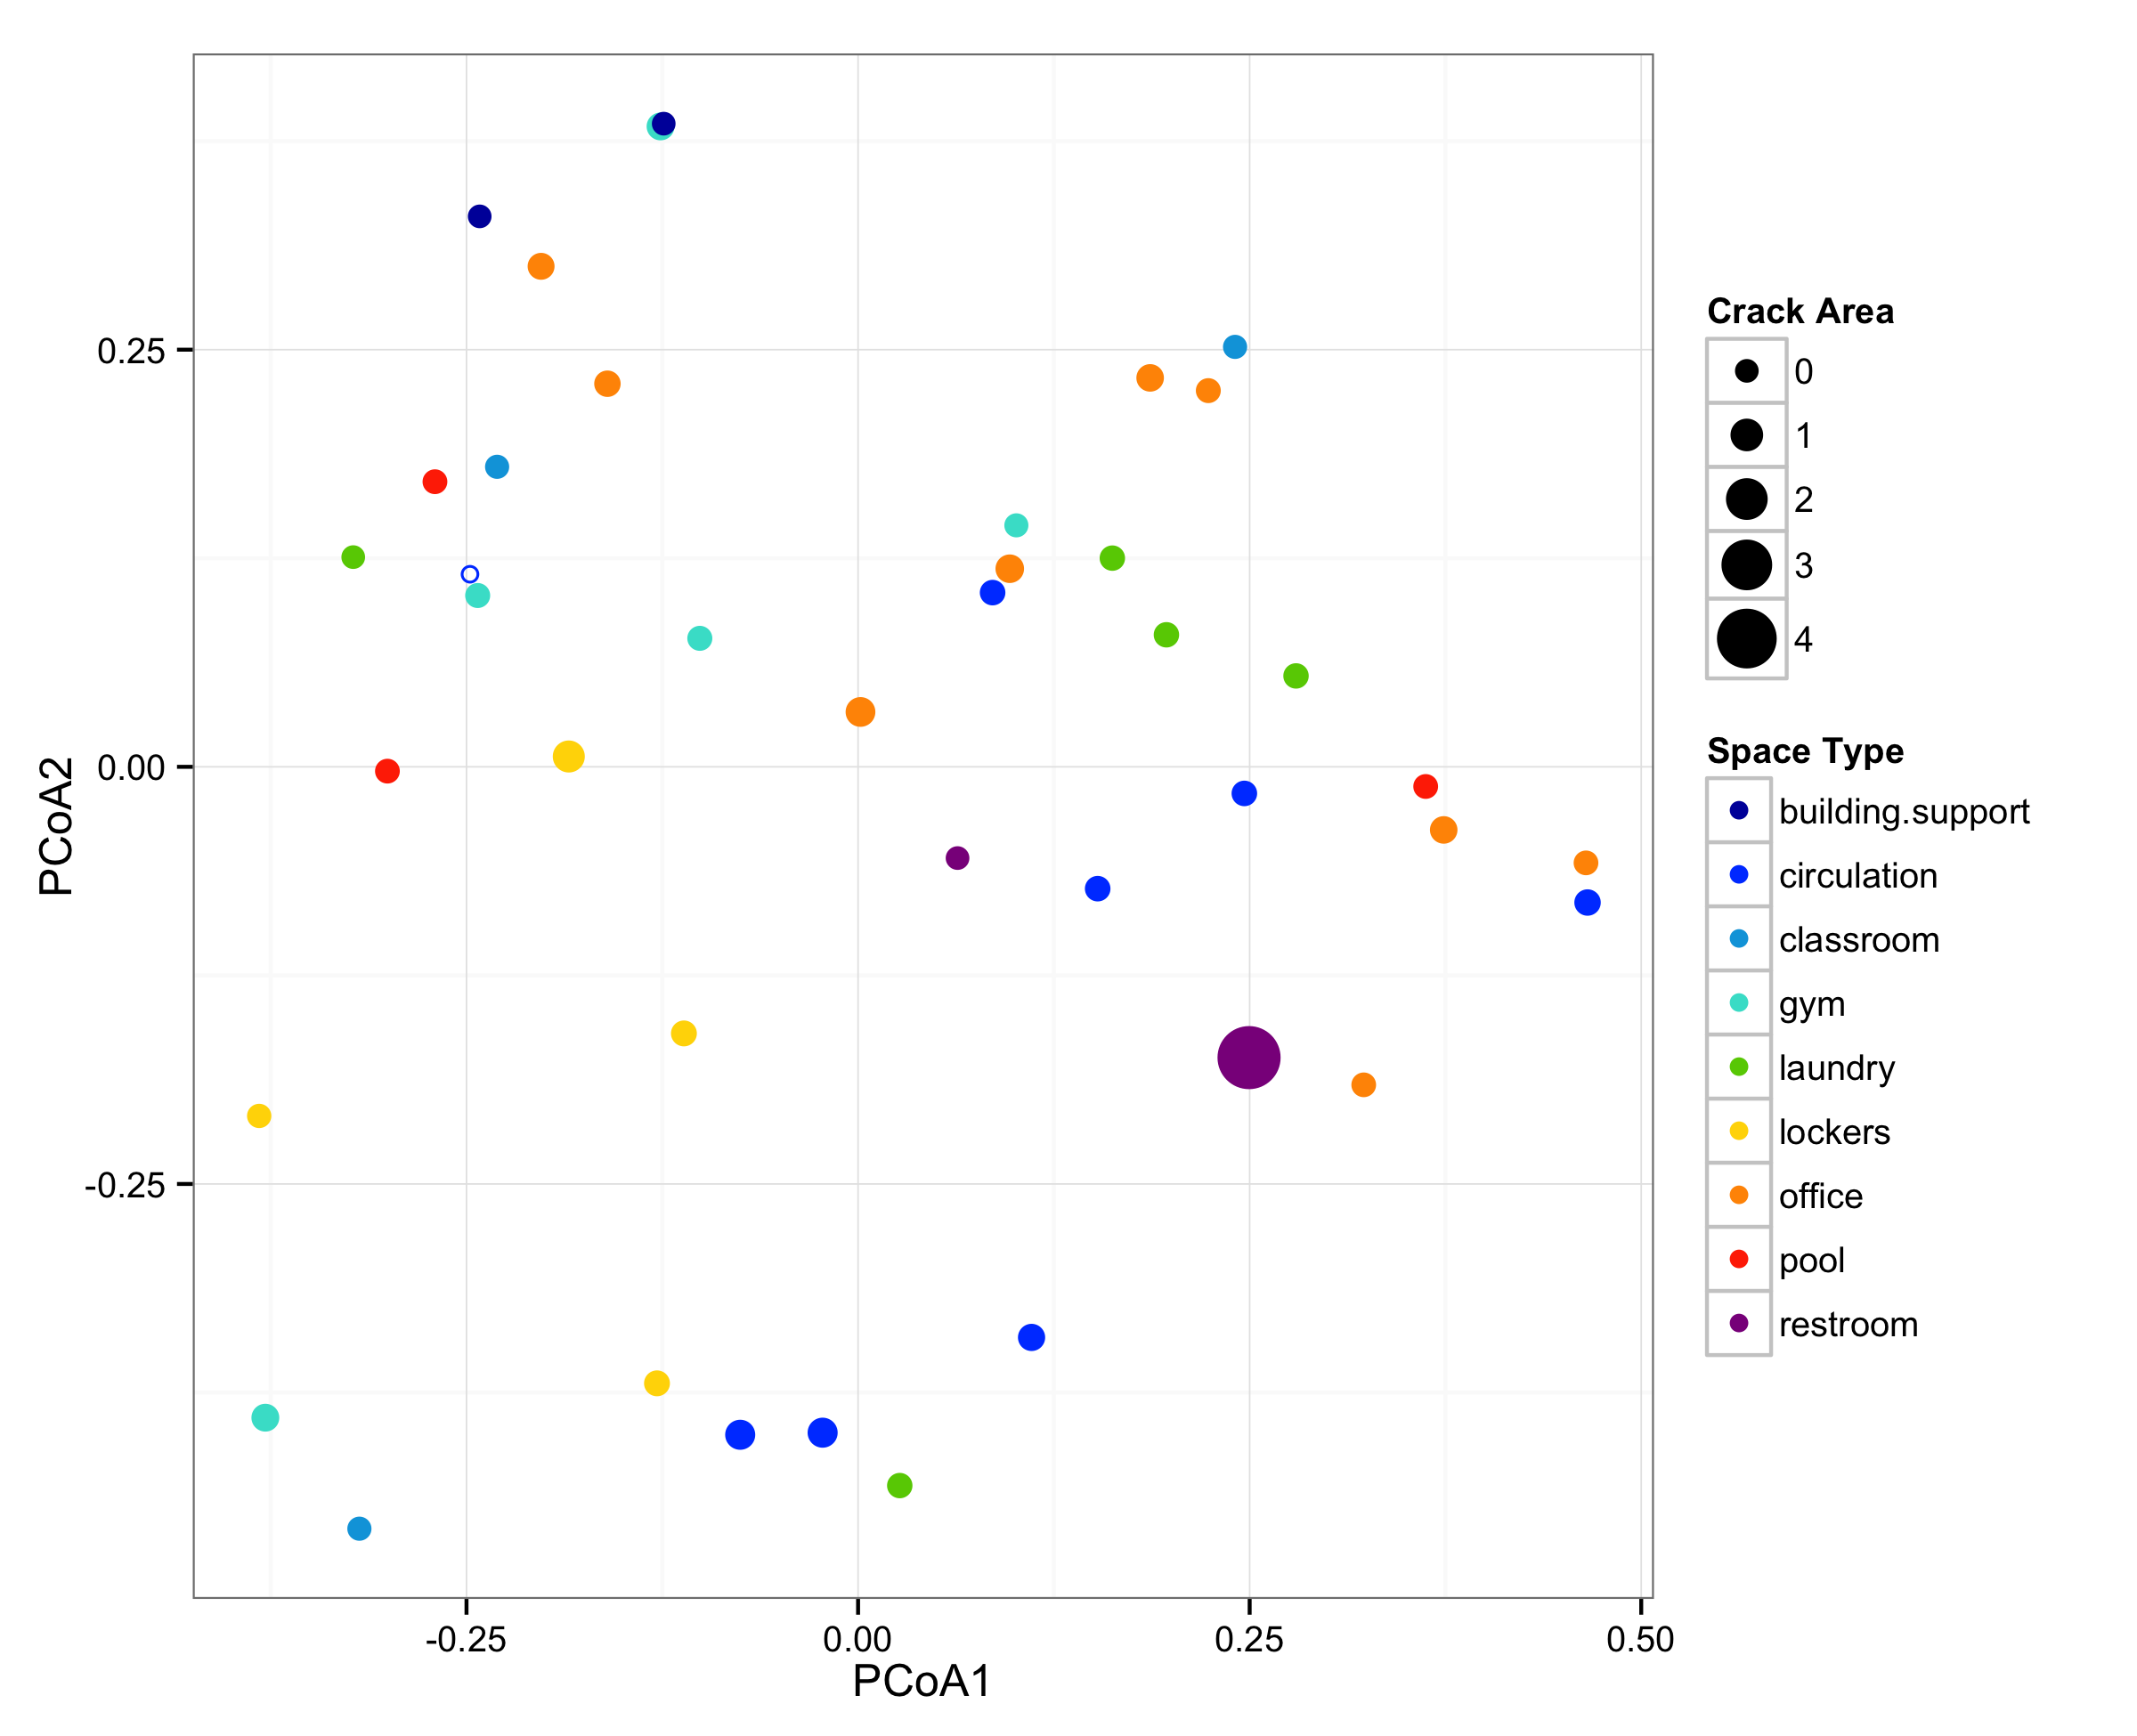 0.25
0.00
-0.25
PCoA2
-0.25
0.00
0.25
0.50
PCoA1
Crack Area
0
1
2
3
4
Space Type
building.support
circulation
classroom
gym
laundry
lockers
office
pool
restroom